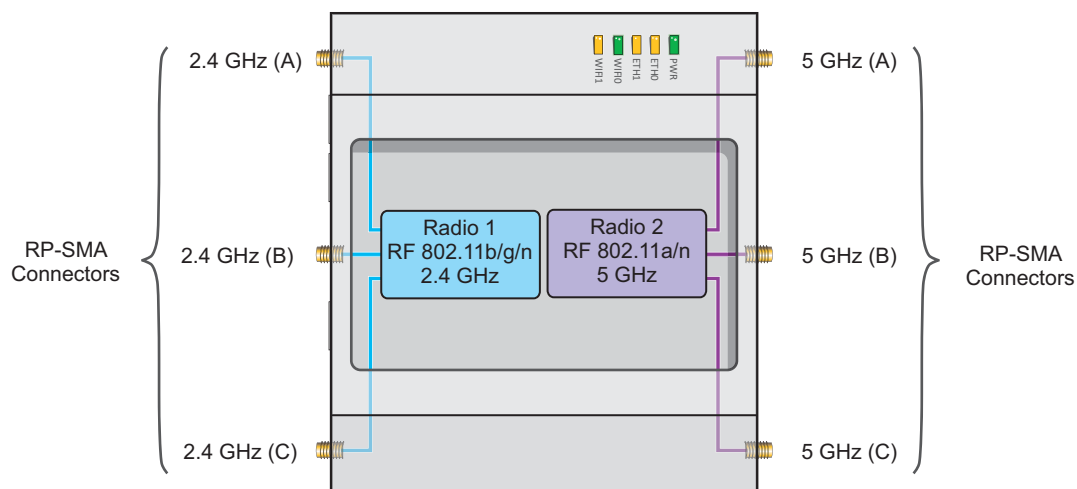 2.4 GHz (A)
WIFI1
WIFI0
ETH1
ETH0
PWR
5 GHz (A)
RP-SMA
Connectors
2.4 GHz (B)
Radio 1
RF 802.11b/g/n
2.4 GHz
Radio 2
RF 802.11a/n
5 GHz
5 GHz (B)
RP-SMA
Connectors
2.4 GHz (C)
5 GHz (C)